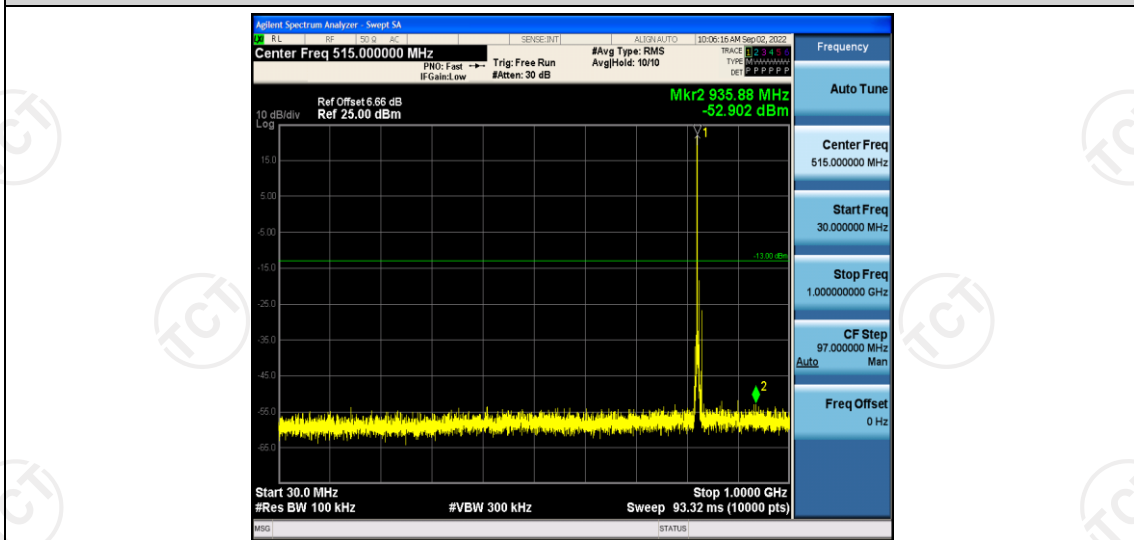 Agilent Spectrum Analyzer - Swept SA
RL RF 50 Ω AC SENSE:INT ALIGN AUTO 10:06:16 AM Sep 02, 2022
Center Freq 515.000000 MHz
PNO: Fast
IFGain:Low
Trig: Free Run
#Atten: 30 dB
#Avg Type: RMS
Avg|Hold: 10/10
TRACE 1 2 3 4 5 6
TYPE M
DET P P P P P P
Frequency
Mkr2 935.88 MHz
-52.902 dBm
Ref Offset 6.66 dB
10 dB/div Ref 25.00 dBm
Log
15.0
5.00
-5.00
-15.0
-25.0
-35.0
-45.0
-55.0
-65.0
1
-13.00 dBm
2
Start 30.0 MHz Stop 1.0000 GHz
#Res BW 100 kHz #VBW 300 kHz Sweep 93.32 ms (10000 pts)
MSG STATUS
Auto Tune
Center Freq
515.000000 MHz
Start Freq
30.000000 MHz
Stop Freq
1.000000000 GHz
CF Step
97.000000 MHz
Auto Man
Freq Offset
0 Hz
TCT
TCT
TCT
TCT
TCT
TCT